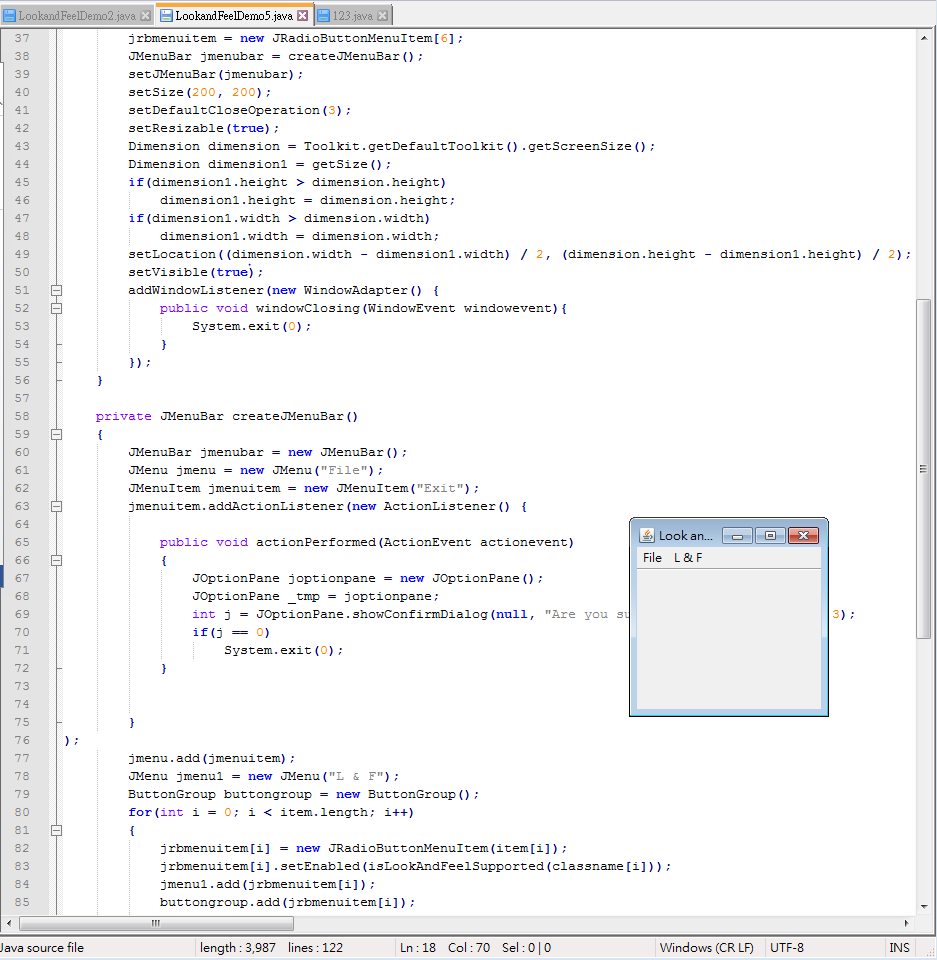 LookandFeelDemo2.java LookandFeelDemo5.java 123.java
37 jrbmenuitem = new JRadioButtonMenuItem[6];
38 JMenuBar jmenubar = createJMenuBar();
39 setJMenuBar(jmenubar);
40 setSize(200, 200);
41 setDefaultCloseOperation(3);
42 setResizable(true);
43 Dimension dimension = Toolkit.getDefaultToolkit().getScreenSize();
44 Dimension dimension1 = getSize();
45 if(dimension1.height > dimension.height)
46 dimension1.height = dimension.height;
47 if(dimension1.width > dimension.width)
48 dimension1.width = dimension.width;
49 setLocation((dimension.width - dimension1.width) / 2, (dimension.height - dimension1.height) / 2);
50 setVisible(true);
51 addWindowListener(new WindowAdapter() {
52 public void windowClosing(WindowEvent windowevent){
53 System.exit(0);
54 }
55 });
56 }
57
58 private JMenuBar createJMenuBar()
59 {
60 JMenuBar jmenubar = new JMenuBar();
61 JMenu jmenu = new JMenu("File");
62 JMenuItem jmenuitem = new JMenuItem("Exit");
63 jmenuitem.addActionListener(new ActionListener() {
64
65 public void actionPerformed(ActionEvent actionevent)
66 {
67 JOptionPane joptionpane = new JOptionPane();
68 JOptionPane _tmp = joptionpane;
69 int j = JOptionPane.showConfirmDialog(null, "Are you su 3);
70 if(j == 0)
71 System.exit(0);
72 }
73
74
75 }
76 );
77 jmenu.add(jmenuitem);
78 JMenu jmenu1 = new JMenu("L & F");
79 ButtonGroup buttongroup = new ButtonGroup();
80 for(int i = 0; i < item.length; i++)
81 {
82 jrbmenuitem[i] = new JRadioButtonMenuItem(item[i]);
83 jrbmenuitem[i].setEnabled(isLookAndFeelSupported(classname[i]));
84 jmenu1.add(jrbmenuitem[i]);
85 buttongroup.add(jrbmenuitem[i]);
Look an...
File L & F
Java source file length : 3,987 lines : 122 Ln : 18 Col : 70 Sel : 0 | 0 Windows (CR LF) UTF-8 INS